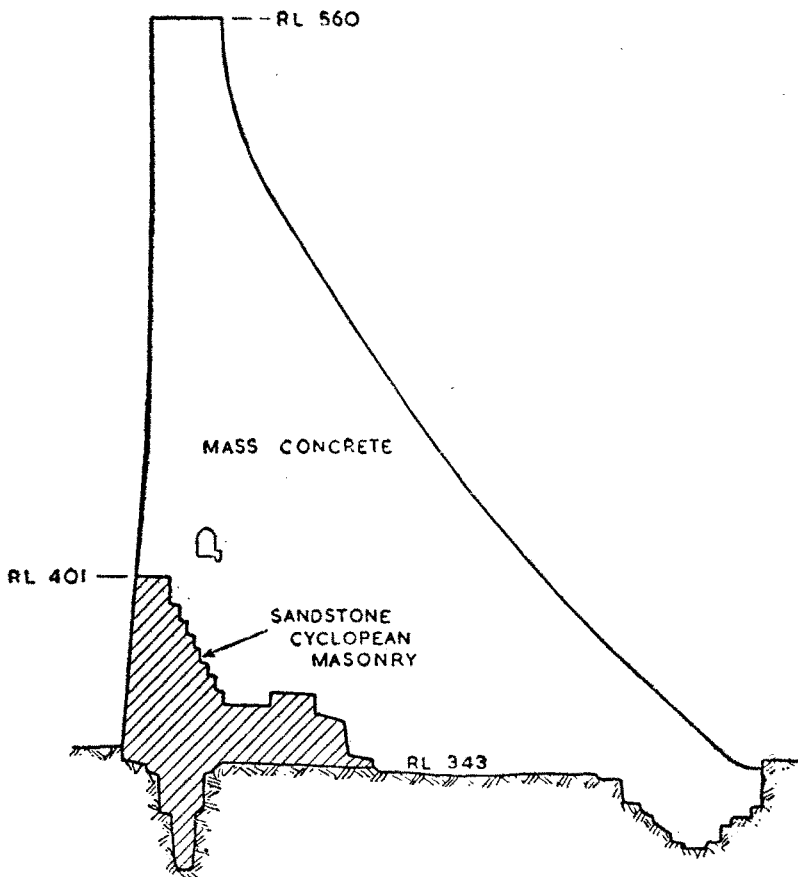 RL 560
MASS CONCRETE
RL 401
SANDSTONE
CYCLOPEAN
MASONRY
RL 343